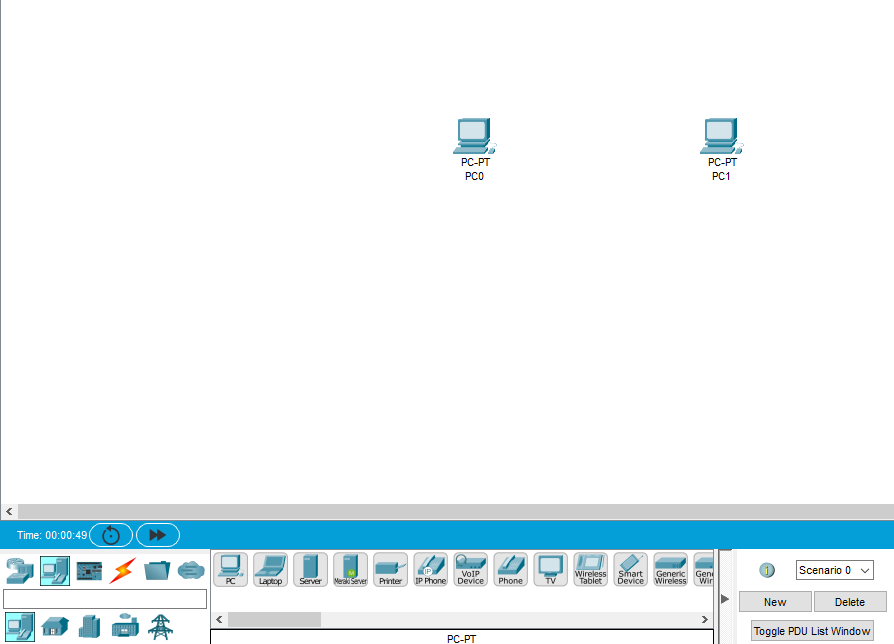 PC-PT
PC0
PC-PT
PC1
Time: 00:00:49
PC
Laptop
Server
Meraki Server
Printer
IP Phone
VoIP
Device
Phone
TV
Wireless
Tablet
Smart
Device
Generic
Wireless
Scenario 0
New
Delete
Toggle PDU List Window
PC-PT